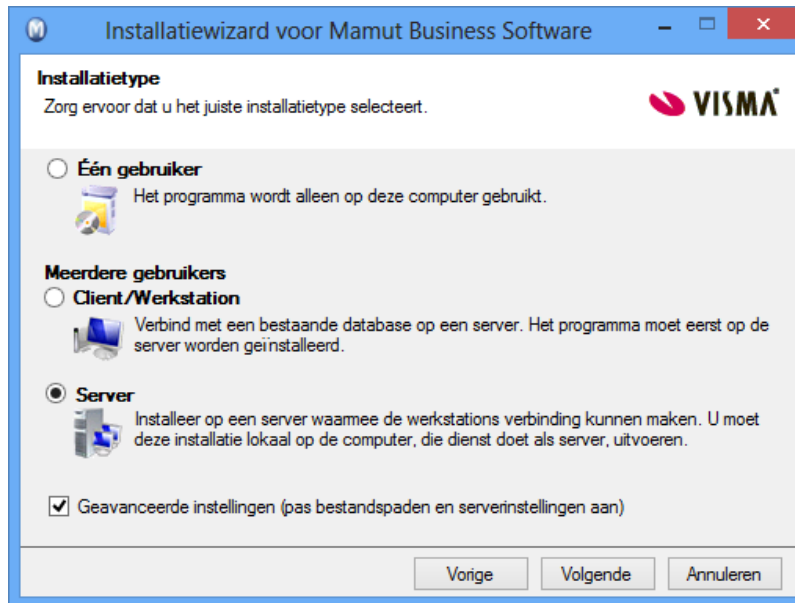 Installatiewizard voor Mamut Business Software
Installatietype
Zorg ervoor dat u het juiste installatietype selecteert.
VISMA
Één gebruiker
Het programma wordt alleen op deze computer gebruikt.
Meerdere gebruikers
Client/Werkstation
Verbind met een bestaande database op een server. Het programma moet eerst op de
server worden geïnstalleerd.
Server
Installeer op een server waarmee de werkstations verbinding kunnen maken. U moet
deze installatie lokaal op de computer, die dienst doet als server, uitvoeren.
Geavanceerde instellingen (pas bestandspaden en serverinstellingen aan)
Vorige
Volgende
Annuleren